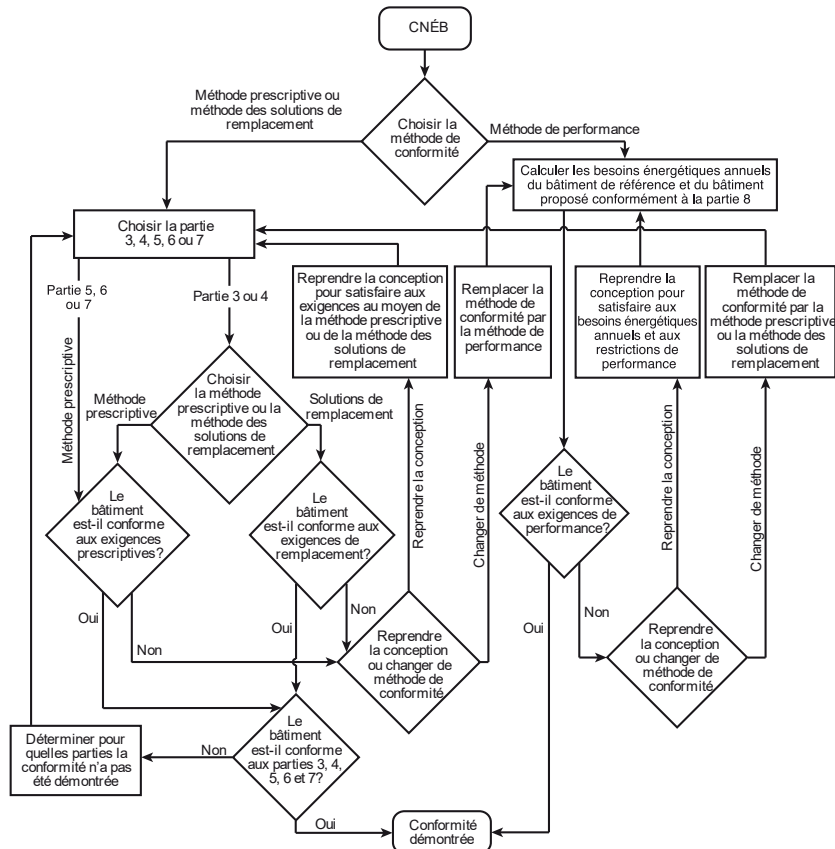 CNÉB
Méthode prescriptive ou
méthode des solutions de
remplacement
Choisir la
méthode de
conformité
Méthode de performance
Calculer les besoins énergétiques annuels
du bâtiment de référence et du bâtiment
proposé conformément à la partie 8
Choisir la partie
3, 4, 5, 6 ou 7
Partie 5, 6
ou 7
Partie 3 ou 4
Méthode prescriptive
Reprendre la conception
pour satisfaire aux
exigences au moyen de
la méthode prescriptive
ou de la méthode des
solutions de
remplacement
Remplacer la
méthode de
conformité par
la méthode de
performance
Reprendre la
conception pour
satisfaire aux
besoins énergétiques
annuels et aux
restrictions de
performance
Remplacer la
méthode de
conformité par la
méthode prescriptive
ou la méthode des
solutions de
remplacement
Méthode
prescriptive
Choisir
la méthode
prescriptive ou la
méthode des
solutions de
remplacement
Solutions de
remplacement
Le
bâtiment
est-il conforme
aux exigences
prescriptives?
Le
bâtiment
est-il conforme aux
exigences de
remplacement?
Reprendre la conception
Changer de méthode
Le
bâtiment
est-il conforme
aux exigences de
performance?
Reprendre la conception
Changer de méthode
Oui
Non
Oui
Non
Reprendre
la conception
ou changer de
méthode de
conformité
Oui
Non
Reprendre
la conception
ou changer de
méthode de
conformité
Déterminer pour
quelles parties la
conformité n'a pas
été démontrée
Non
Le
bâtiment
est-il conforme
aux parties 3, 4,
5, 6 et 7?
Oui
Conformité
démontrée